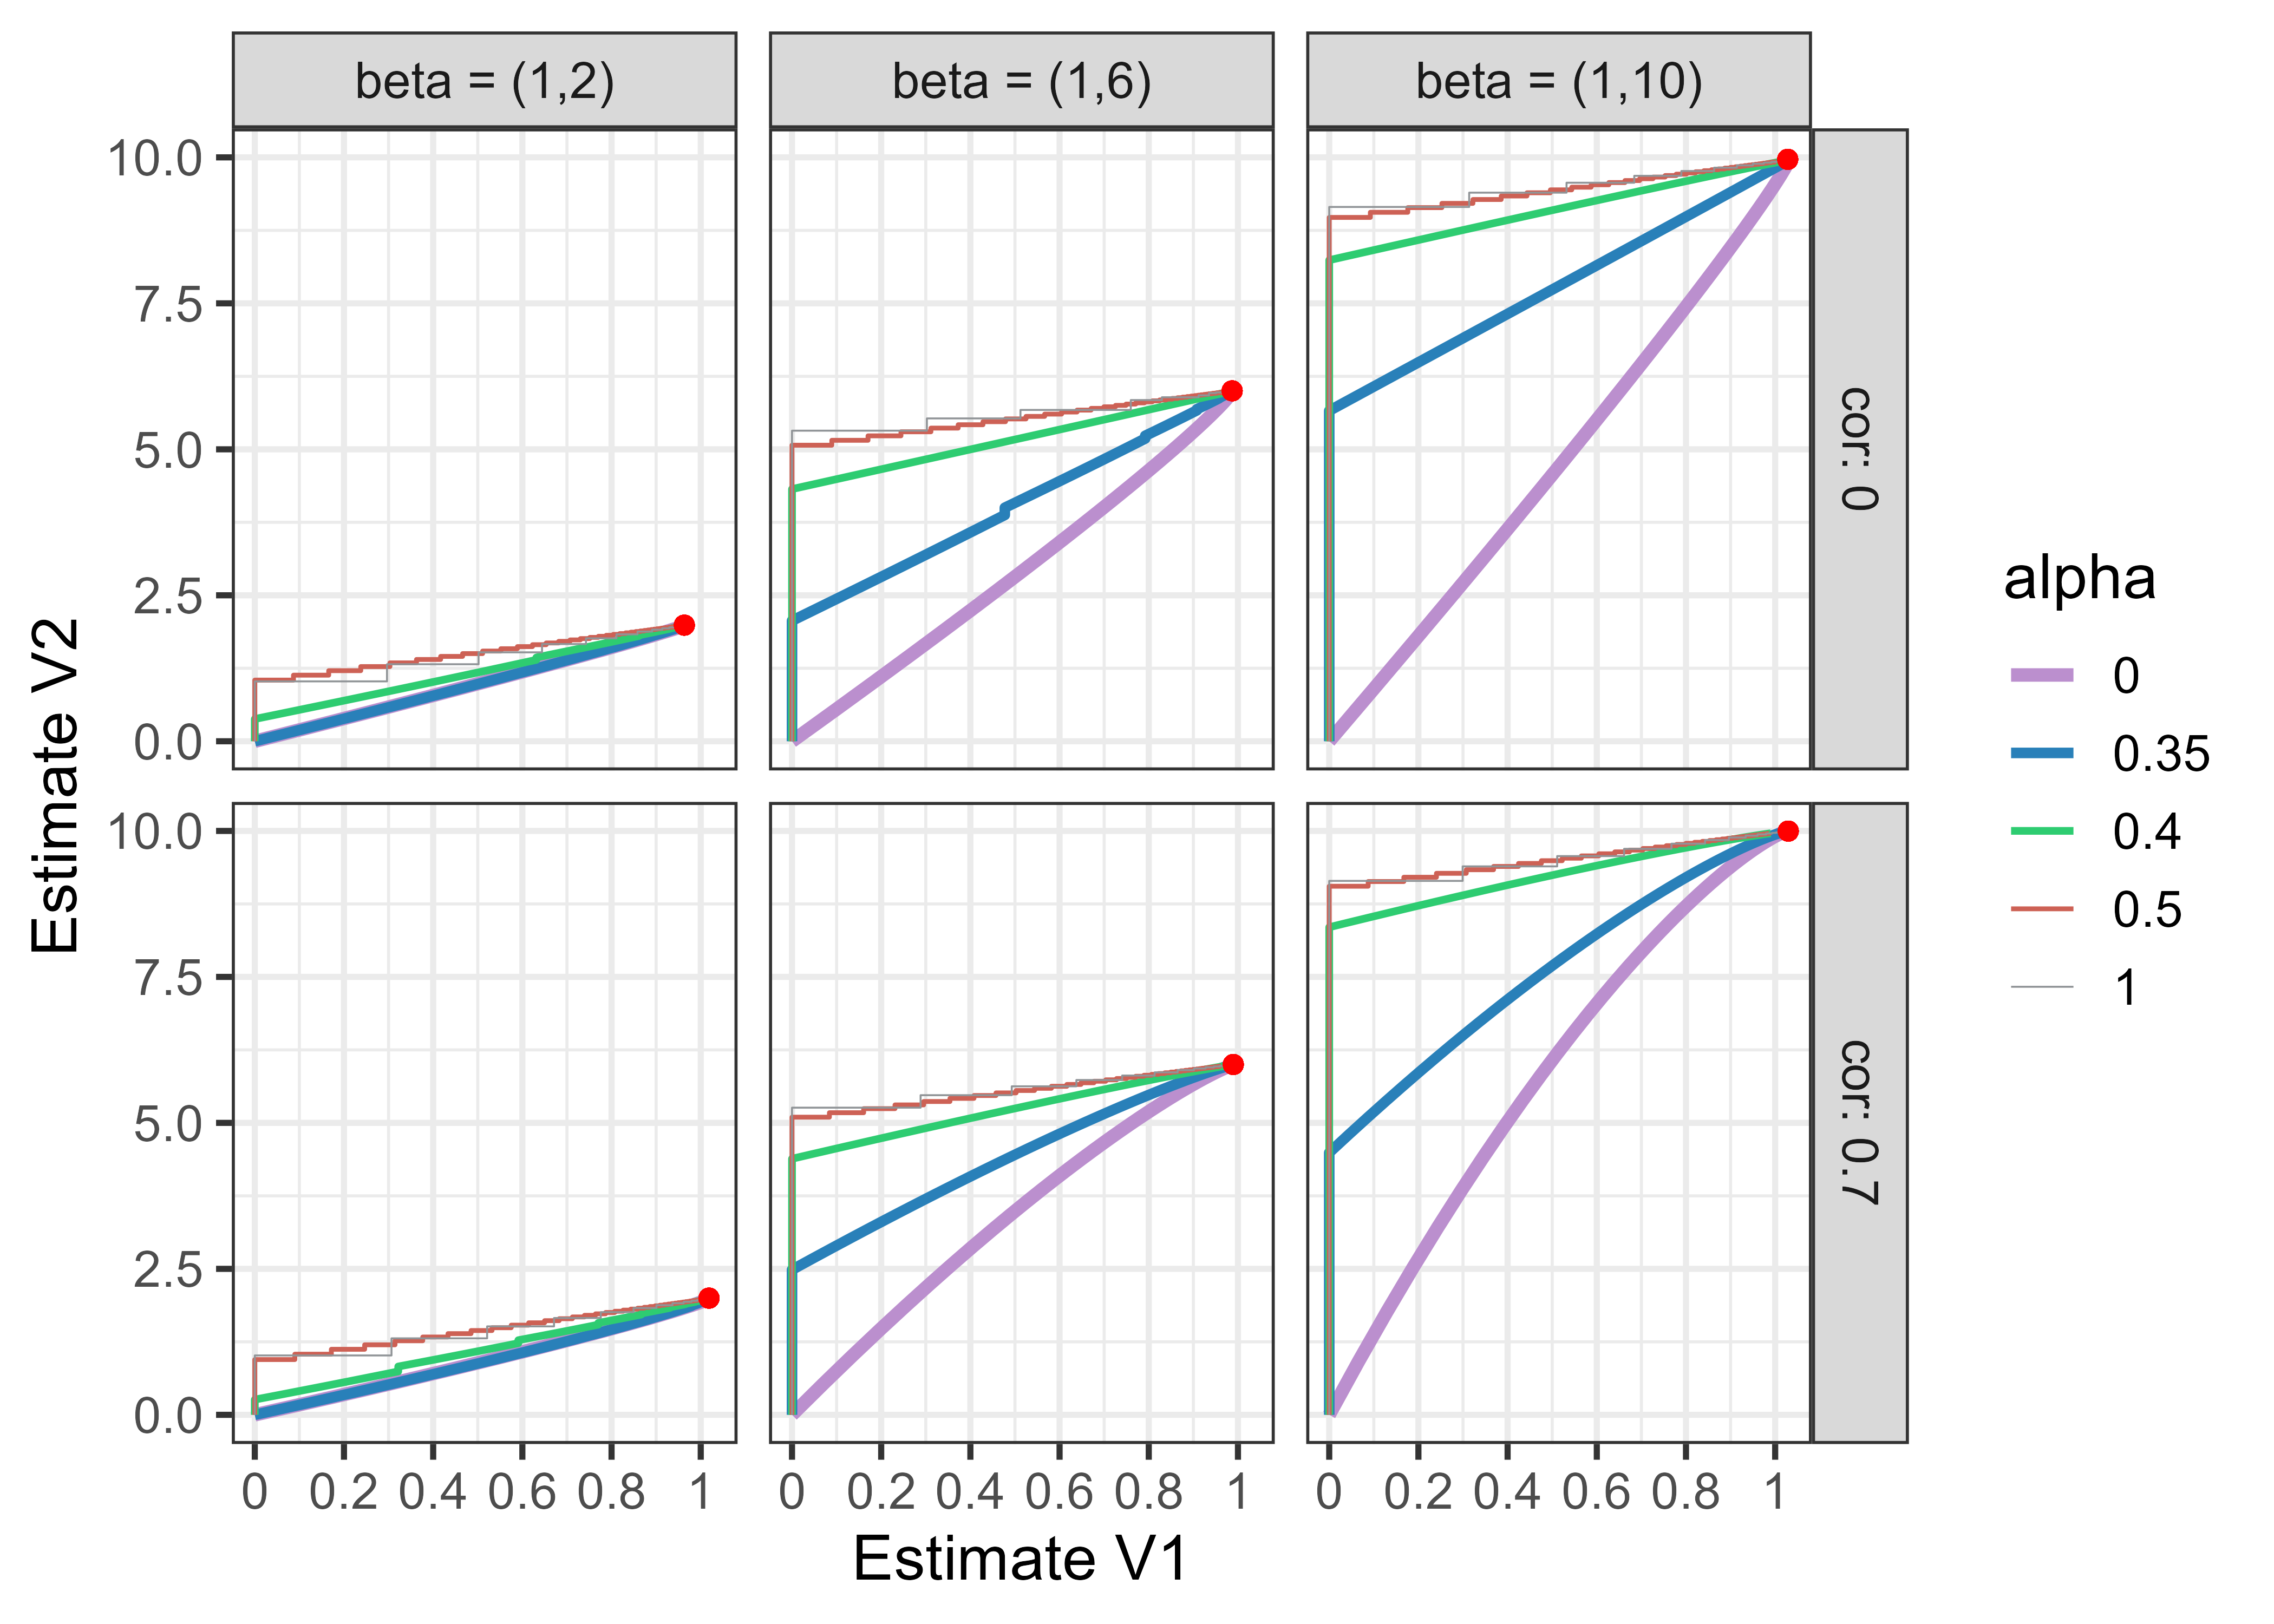 beta = (1,2)
beta = (1,6)
beta = (1,10)
10.0
7.5
5.0
2.5
0.0
cor: 0
10.0
7.5
5.0
2.5
0.0
cor: 0.7
Estimate V2
0 0.2 0.4 0.6 0.8 1
0 0.2 0.4 0.6 0.8 1
0 0.2 0.4 0.6 0.8 1
Estimate V1
alpha
0
0.35
0.4
0.5
1